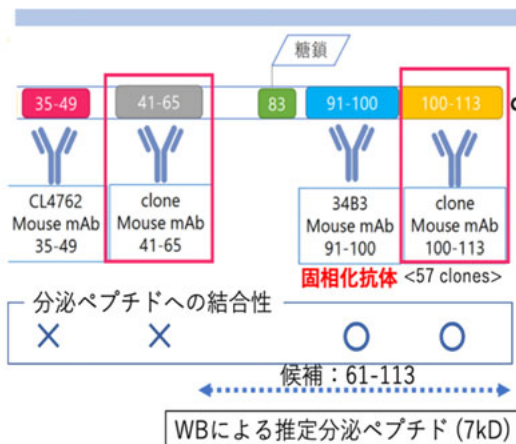 糖鎖
35-49
41-65
83
91-100
100-113
CL4762
Mouse mAb
35-49
clone
Mouse mAb
41-65
34B3
Mouse mAb
91-100
clone
Mouse mAb
100-113
固相化抗体
<57 clones>
分泌ペプチドへの結合性
× × ○ ○
候補：61-113
WBによる推定分泌ペプチド (7kD)